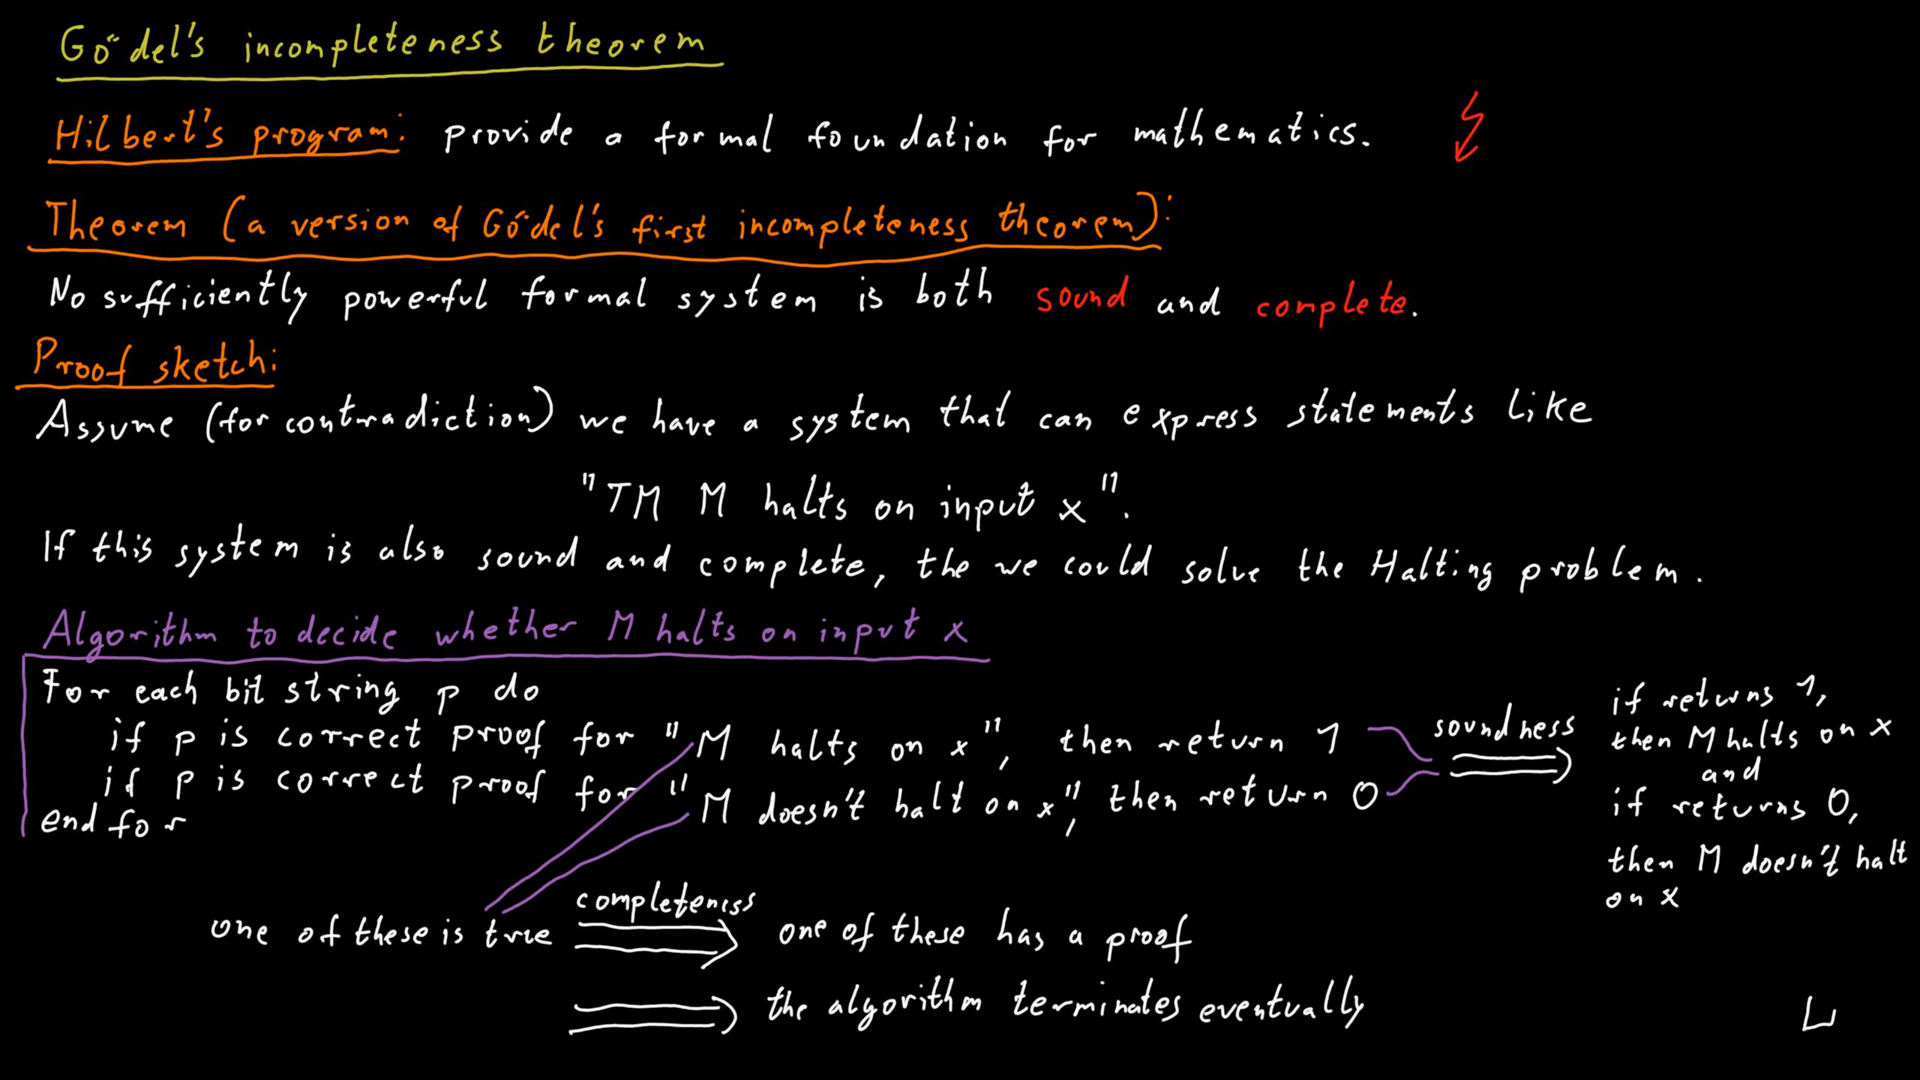 Gödel's incompleteness theorem
Hilbert's program: provide a formal foundation for mathematics.
Theorem (a version of Gödel's first incompleteness theorem):
No sufficiently powerful formal system is both sound and complete.
Proof sketch:
Assume (for contradiction) we have a system that can express statements like
"TM M halts on input x".
If this system is also sound and complete, the we could solve the Halting problem.
Algorithm to decide whether M halts on input x
For each bit string p do
if p is correct proof for "M halts on x", then return 1
if p is correct proof for "M doesn't halt on x", then return 0
end for
soundness
if returns 1,
then M halts on x
and
if returns 0,
then M doesn't halt
on x
one of these is true
completeness
one of these has a proof
the algorithm terminates eventually